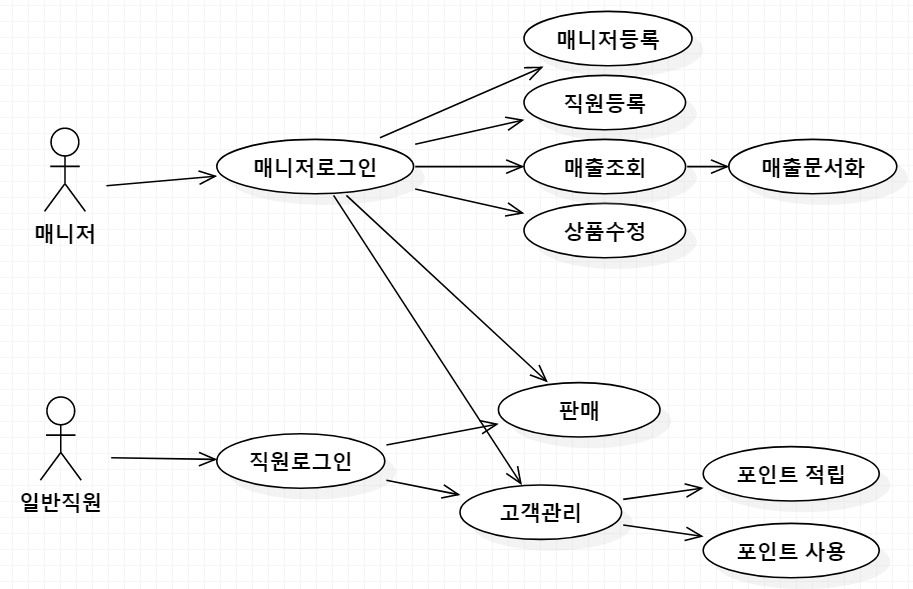 매니저등록
직원등록
매니저로그인
매출조회
매출문서화
매니저
상품수정
판매
직원로그인
일반직원
고객관리
포인트 적립
포인트 사용